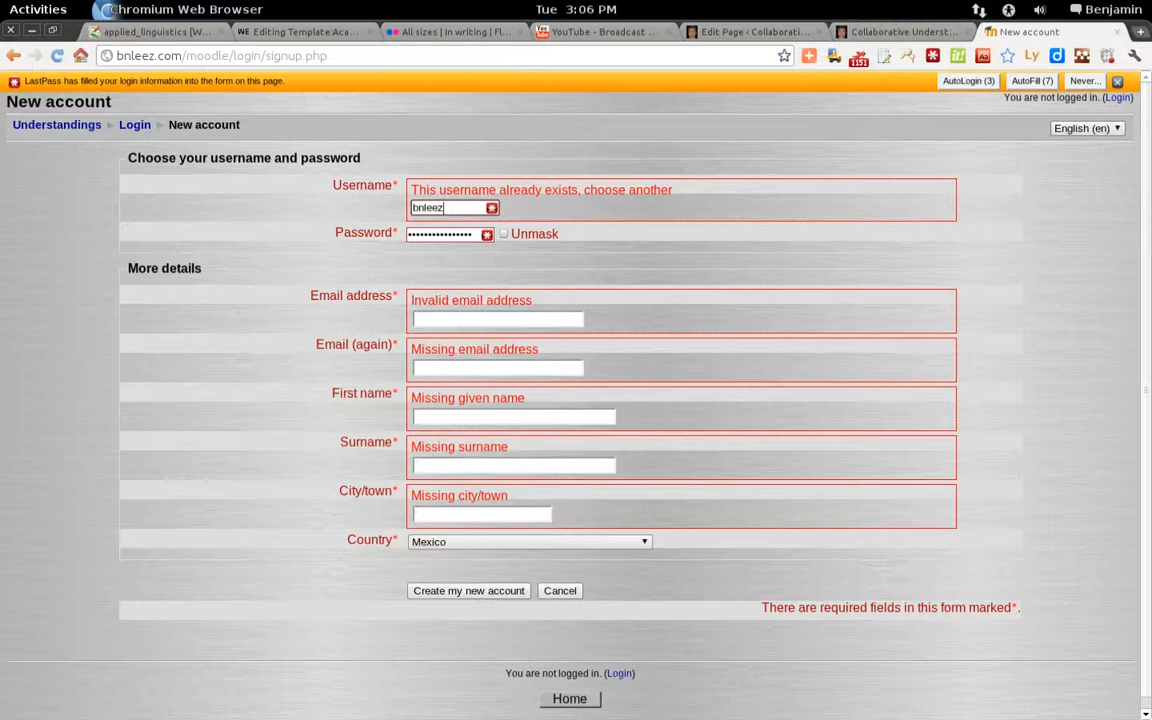 Activities
Chromium Web Browser
Tue 3:06 PM
Benjamin
applied_linguistics [W...
WE Editing Template:Aca...
All sizes | In writing | Fl...
YouTube - Broadcast ...
Edit Page ‹ Collaborati...
Collaborative Underst...
New account
bnleez.com/moodle/login/signup.php
1151
it!
Ly
LastPass has filled your login information into the form on this page.
AutoLogin (3)
AutoFill (7)
Never...
New account
You are not logged in. (Login)
Understandings ► Login ► New account
English (en)
Choose your username and password
Username*
This username already exists, choose another
bnleez
Password*
••••••••••••••••
Unmask
More details
Email address*
Invalid email address
Email (again)*
Missing email address
First name*
Missing given name
Surname*
Missing surname
City/town*
Missing city/town
Country*
Mexico
Create my new account
Cancel
There are required fields in this form marked*.
You are not logged in. (Login)
Home